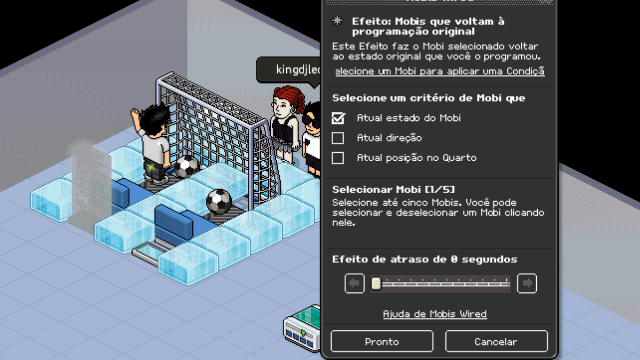 Efeito: Mobis que voltam à
programação original
Este Efeito faz o Mobi selecionado voltar
ao estado original que você o programou.
elecione um Mobi para aplicar uma Condiçã
Selecione um critério de Mobi que
Atual estado do Mobi
Atual direção
Atual posição no Quarto
Selecionar Mobi [1/5]
Selecione até cinco Mobis. Você pode
selecionar e deselecionar um Mobi clicando
nele.
Efeito de atraso de 0 segundos
Ajuda de Mobis Wired
Pronto
Cancelar
kingdjleo